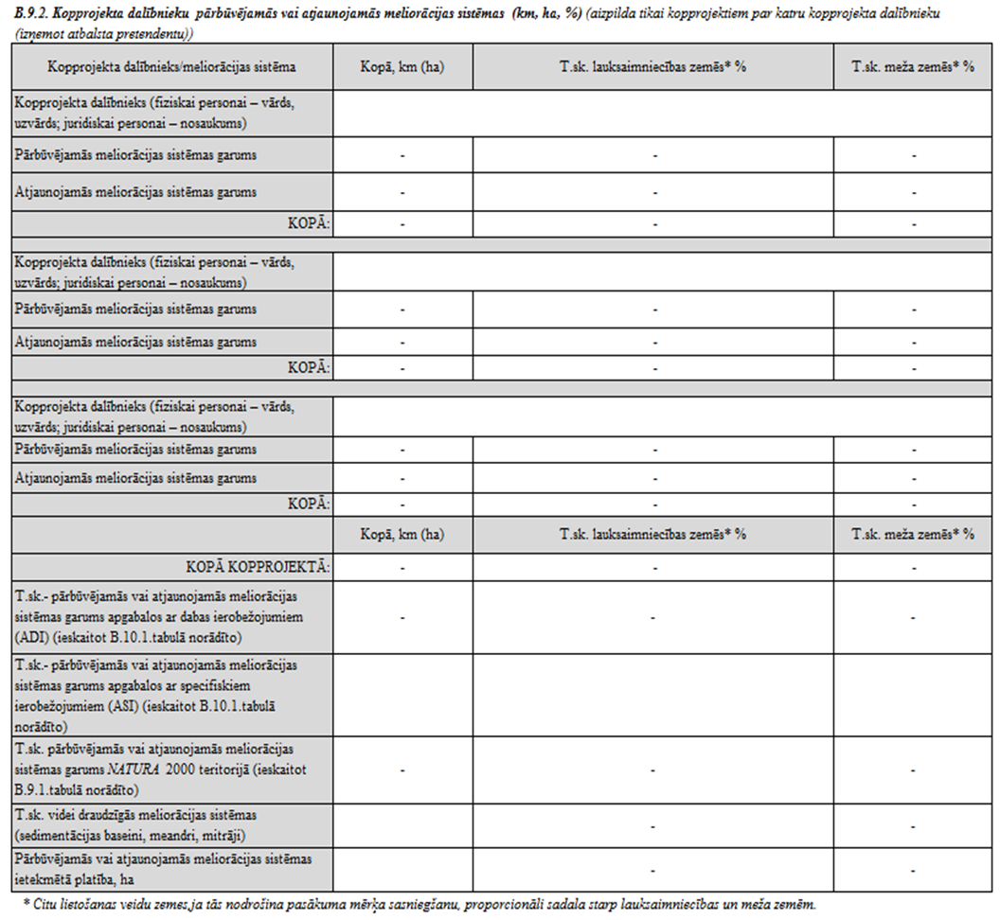 B.9.2. Kopprojekta dalībnieku pārbūvējamās vai atjaunojamās meliorācijas sistēmas (km, ha, %) (aizpilda tikai kopprojektiem par katru kopprojekta dalībnieku
(izņemot atbalsta pretendentu))
Kopprojekta dalībnieks/meliorācijas sistēma Kopā, km (ha) T.sk. lauksaimniecības zemēs* % T.sk. meža zemēs* %
Kopprojekta dalībnieks (fiziskai personai – vārds,
uzvārds; juridiskai personai – nosaukums)
Pārbūvējamās meliorācijas sistēmas garums - - -
Atjaunojamās meliorācijas sistēmas garums - - -
KOPĀ: - - -
Kopprojekta dalībnieks (fiziskai personai – vārds,
uzvārds; juridiskai personai – nosaukums)
Pārbūvējamās meliorācijas sistēmas garums - - -
Atjaunojamās meliorācijas sistēmas garums - - -
KOPĀ: - - -
Kopprojekta dalībnieks (fiziskai personai – vārds,
uzvārds; juridiskai personai – nosaukums)
Pārbūvējamās meliorācijas sistēmas garums - - -
Atjaunojamās meliorācijas sistēmas garums - - -
KOPĀ: - - -
Kopā, km (ha) T.sk. lauksaimniecības zemēs* % T.sk. meža zemēs* %
KOPĀ KOPPROJEKTĀ: - - -
T.sk.- pārbūvējamās vai atjaunojamās meliorācijas
sistēmas garums apgabalos ar dabas ierobežojumiem
(ADI) (ieskaitot B.10.1.tabulā norādīto) - - -
T.sk.- pārbūvējamās vai atjaunojamās meliorācijas
sistēmas garums apgabalos ar specifiskiem
ierobežojumiem (ASI) (ieskaitot B.10.1.tabulā
norādīto)
T.sk. pārbūvējamās vai atjaunojamās meliorācijas
sistēmas garums NATURA 2000 teritorijā (ieskaitot
B.9.1.tabulā norādīto) - - -
T.sk. videi draudzīgās meliorācijas sistēmas
(sedimentācijas baseini, meandri, mitrāji) - -
Pārbūvējamās vai atjaunojamās meliorācijas sistēmas
ietekmētā platība, ha - -
* Citu lietošanas veidu zemes,ja tās nodrošina pasākuma mērķa sasniegšanu, proporcionāli sadala starp lauksaimniecības un meža zemēm.